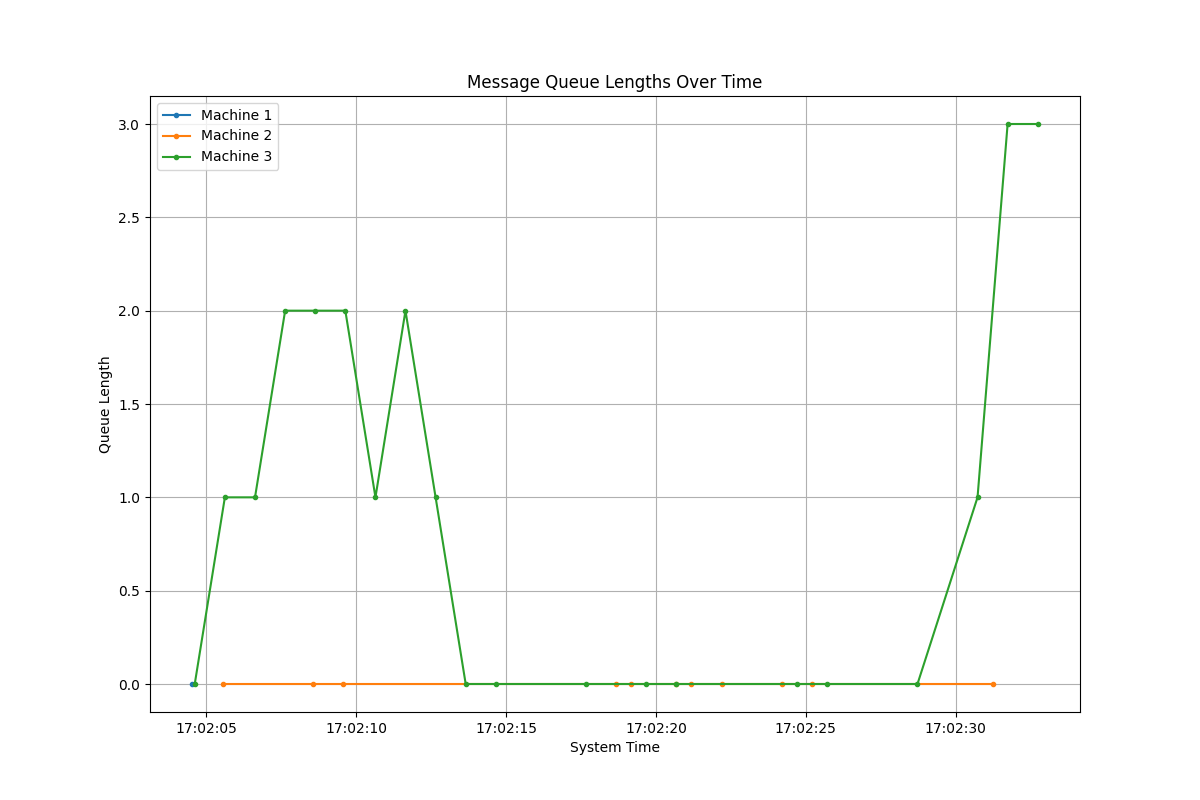 Message Queue Lengths Over Time
Machine 1
Machine 2
Machine 3
3.0
2.5
2.0
1.5
1.0
0.5
0.0
Queue Length
17:02:05 17:02:10 17:02:15 17:02:20 17:02:25 17:02:30
System Time